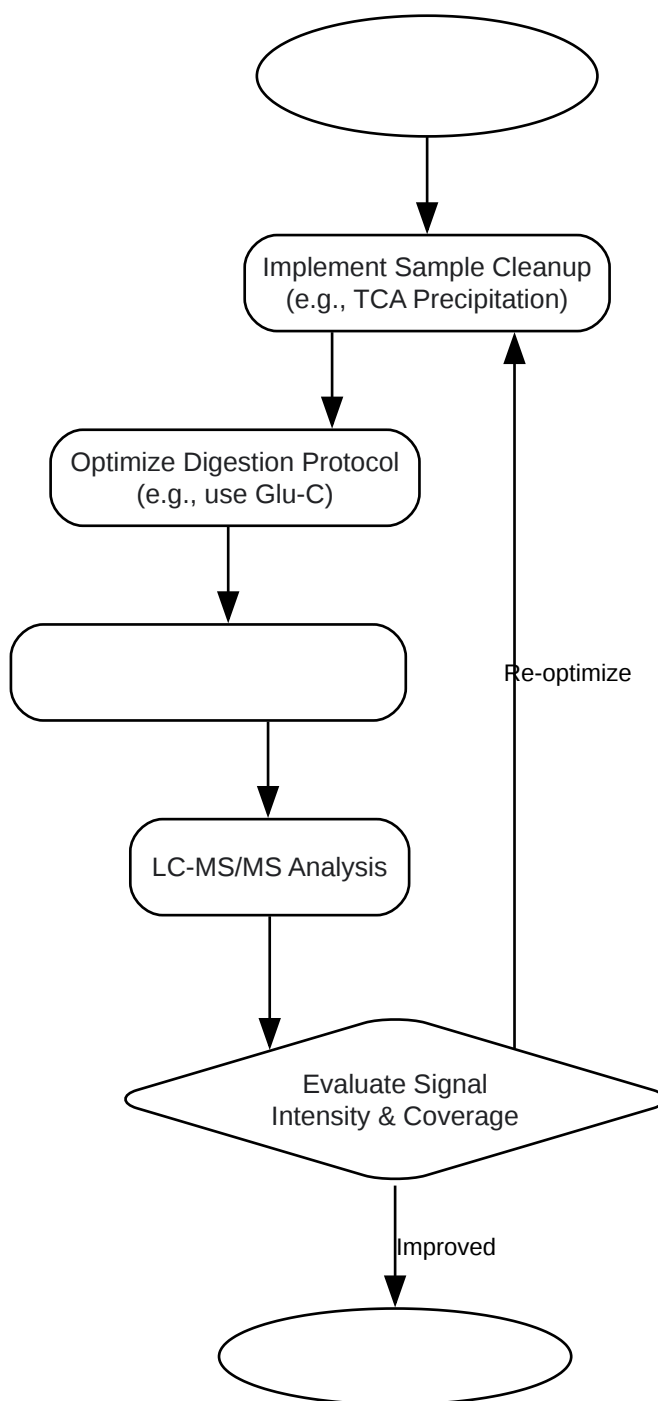 Implement Sample Cleanup
(e.g., TCA Precipitation)
Optimize Digestion Protocol
(e.g., use Glu-C)
Re-optimize
LC-MS/MS Analysis
Evaluate Signal
Intensity & Coverage
Improved